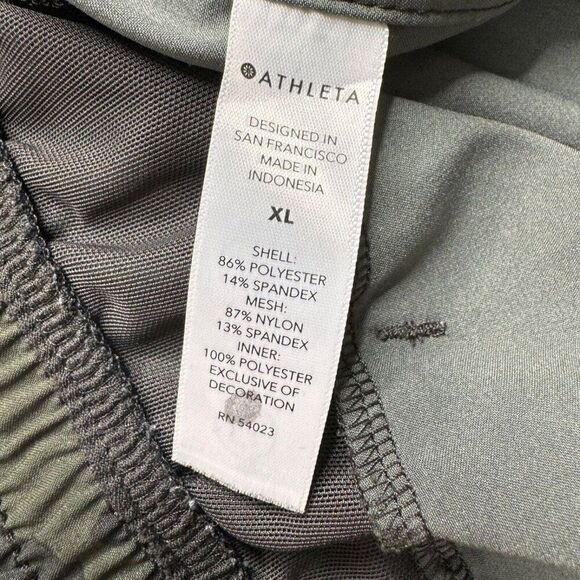 ATHLETA
DESIGNED IN
SAN FRANCISCO
MADE IN
INDONESIA
XL
SHELL:
86% POLYESTER
14% SPANDEX
MESH:
87% NYLON
13% SPANDEX
INNER:
100% POLYESTER
EXCLUSIVE OF
DECORATION
RN 54023